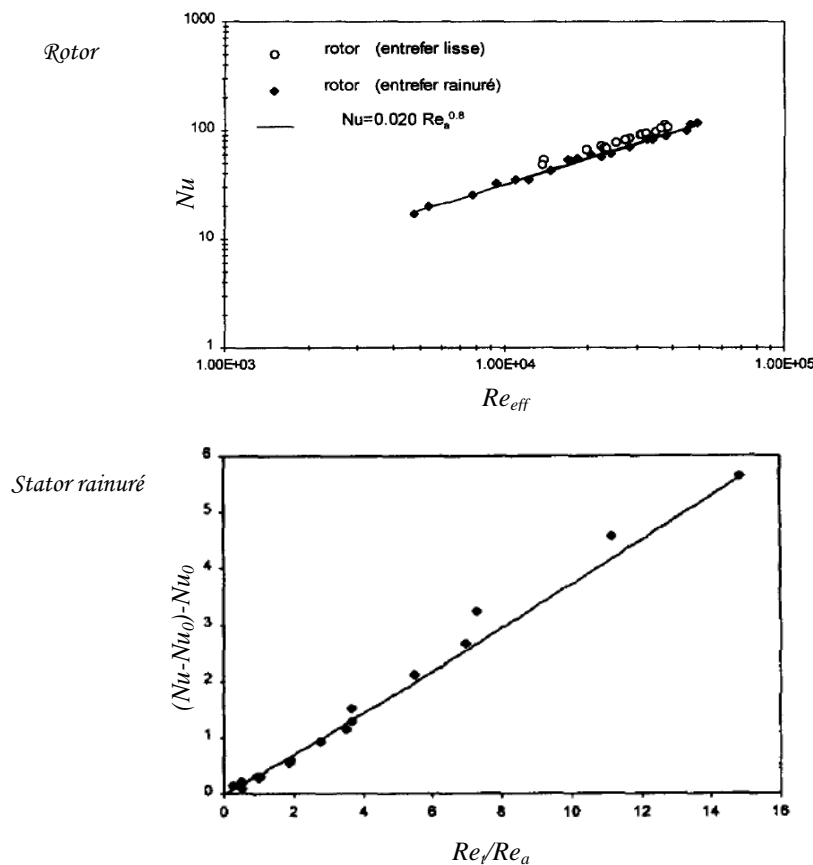 Rotor
1000
100
10
1
Nu
rotor (entrefer lisse)
rotor (entrefer rainuré)
Nu=0.020 Reₐ^0.8
1.00E+03 1.00E+04 1.00E+05
Re_eff
Stator rainuré
6
5
4
3
2
1
0
(Nu-Nu₀)-Nu₀
0 2 4 6 8 10 12 14 16
Re_t/Re_a